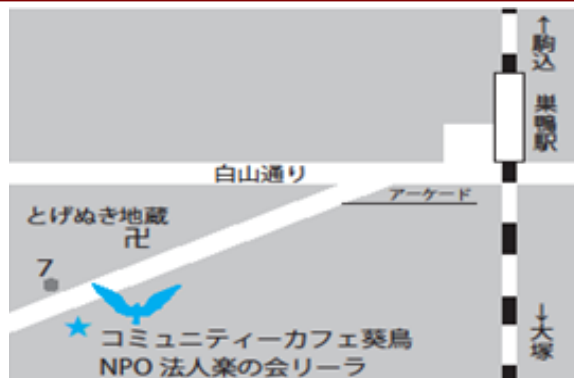 ↑駒込
巣鴨駅
白山通り
アーケード
とげぬき地蔵
卍
7
↓大塚
コミュニティーカフェ葵鳥
NPO 法人楽の会リーラ